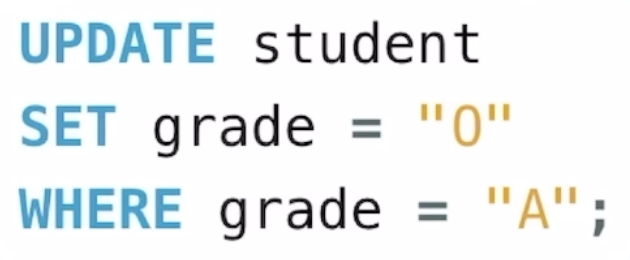 UPDATE student
SET grade = "O"
WHERE grade = "A";